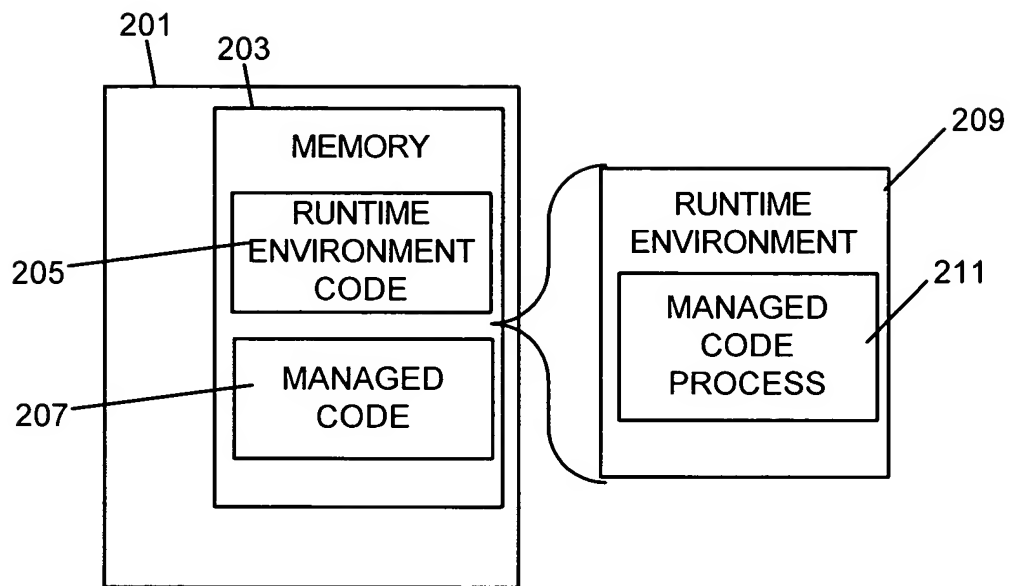 201
203
MEMORY
RUNTIME
ENVIRONMENT
CODE
205
MANAGED
CODE
207
209
RUNTIME
ENVIRONMENT
211
MANAGED
CODE
PROCESS